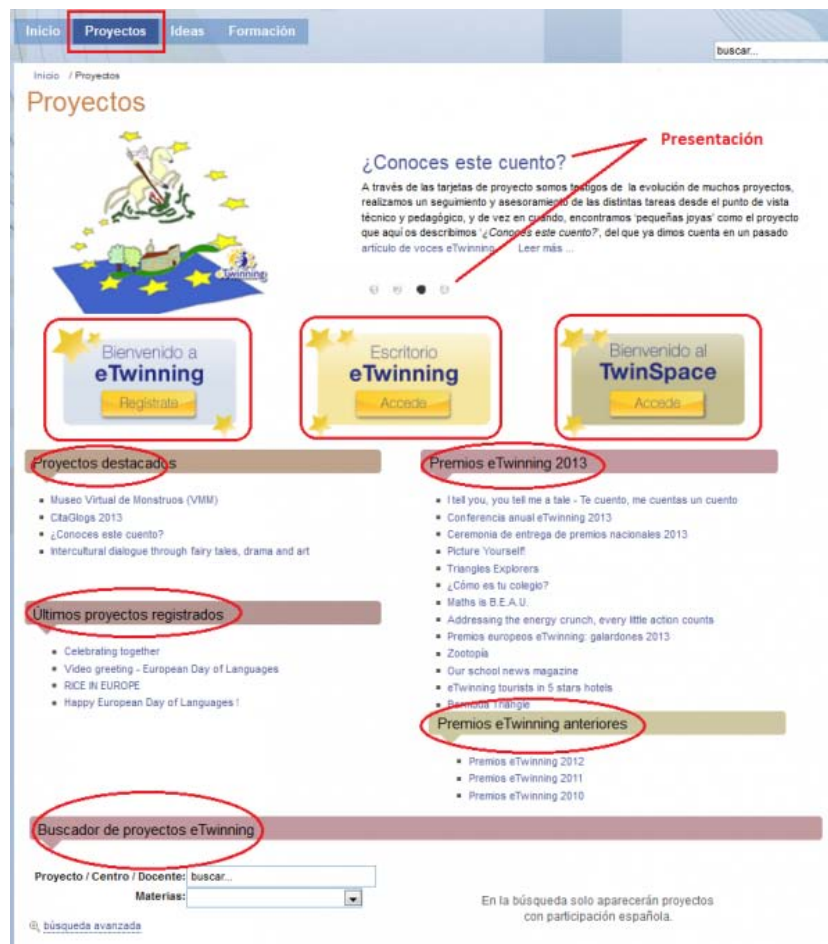 Inicio Proyectos Ideas Formación
buscar...
Inicio / Proyectos
Proyectos
Presentación
¿Conoces este cuento?
A través de las tarjetas de proyecto somos testigos de la evolución de muchos proyectos,
realizamos un seguimiento y asesoramiento de las distintas tareas desde el punto de vista
técnico y pedagógico, y de vez en cuando, encontramos 'pequeñas joyas' como el proyecto
que aquí os describimos '¿Conoces este cuento?', del que ya dimos cuenta en un pasado
artículo de voces eTwinning. Leer más ...
eTwinning
Bienvenido a
eTwinning
Regístrate
Escritorio
eTwinning
Accede
Bienvenido al
TwinSpace
Accede
Proyectos destacados
Museo Virtual de Monstruos (VMM)
CitaGlogs 2013
¿Conoces este cuento?
Intercultural dialogue through fairy tales, drama and art
Últimos proyectos registrados
Celebrating together
Video greeting - European Day of Languages
RICE IN EUROPE
Happy European Day of Languages !
Premios eTwinning 2013
I tell you, you tell me a tale - Te cuento, me cuentas un cuento
Conferencia anual eTwinning 2013
Ceremonia de entrega de premios nacionales 2013
Picture Yourself!
Triangles Explorers
¿Cómo es tu colegio?
Maths is B.E.A.U.
Addressing the energy crunch, every little action counts
Premios europeos eTwinning: galardones 2013
Zootopia
Our school news magazine
eTwinning tourists in 5 stars hotels
Bermuda Triangle
Premios eTwinning anteriores
Premios eTwinning 2012
Premios eTwinning 2011
Premios eTwinning 2010
Buscador de proyectos eTwinning
Proyecto / Centro / Docente: buscar...
Materias:
búsqueda avanzada
En la búsqueda solo aparecerán proyectos
con participación española.